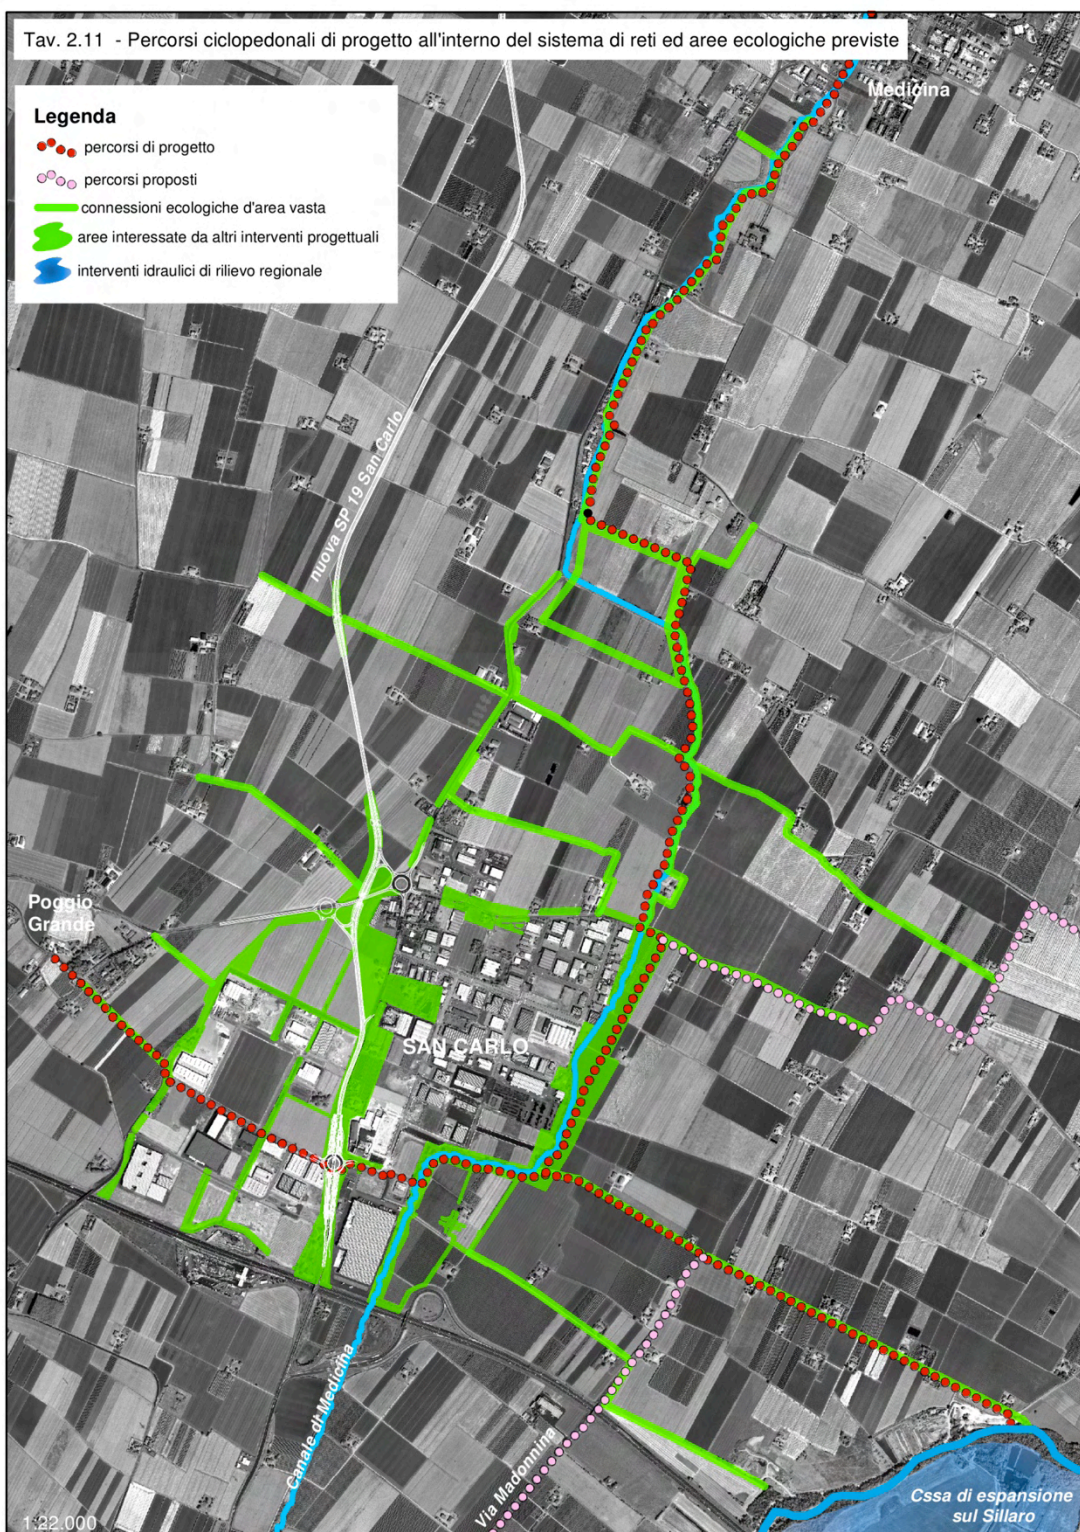 Tav. 2.11 - Percorsi ciclopedonali di progetto all'interno del sistema di reti ed aree ecologiche previste
Medicina
Legenda
percorsi di progetto
percorsi proposti
connessioni ecologiche d'area vasta
aree interessate da altri interventi progettuali
interventi idraulici di rilievo regionale
nuova SP 19 San Carlo
Poggio
Grande
SAN CARLO
Canale di Medicina
Via Madonnina
Cssa di espansione
sul Sillaro
1:22.000